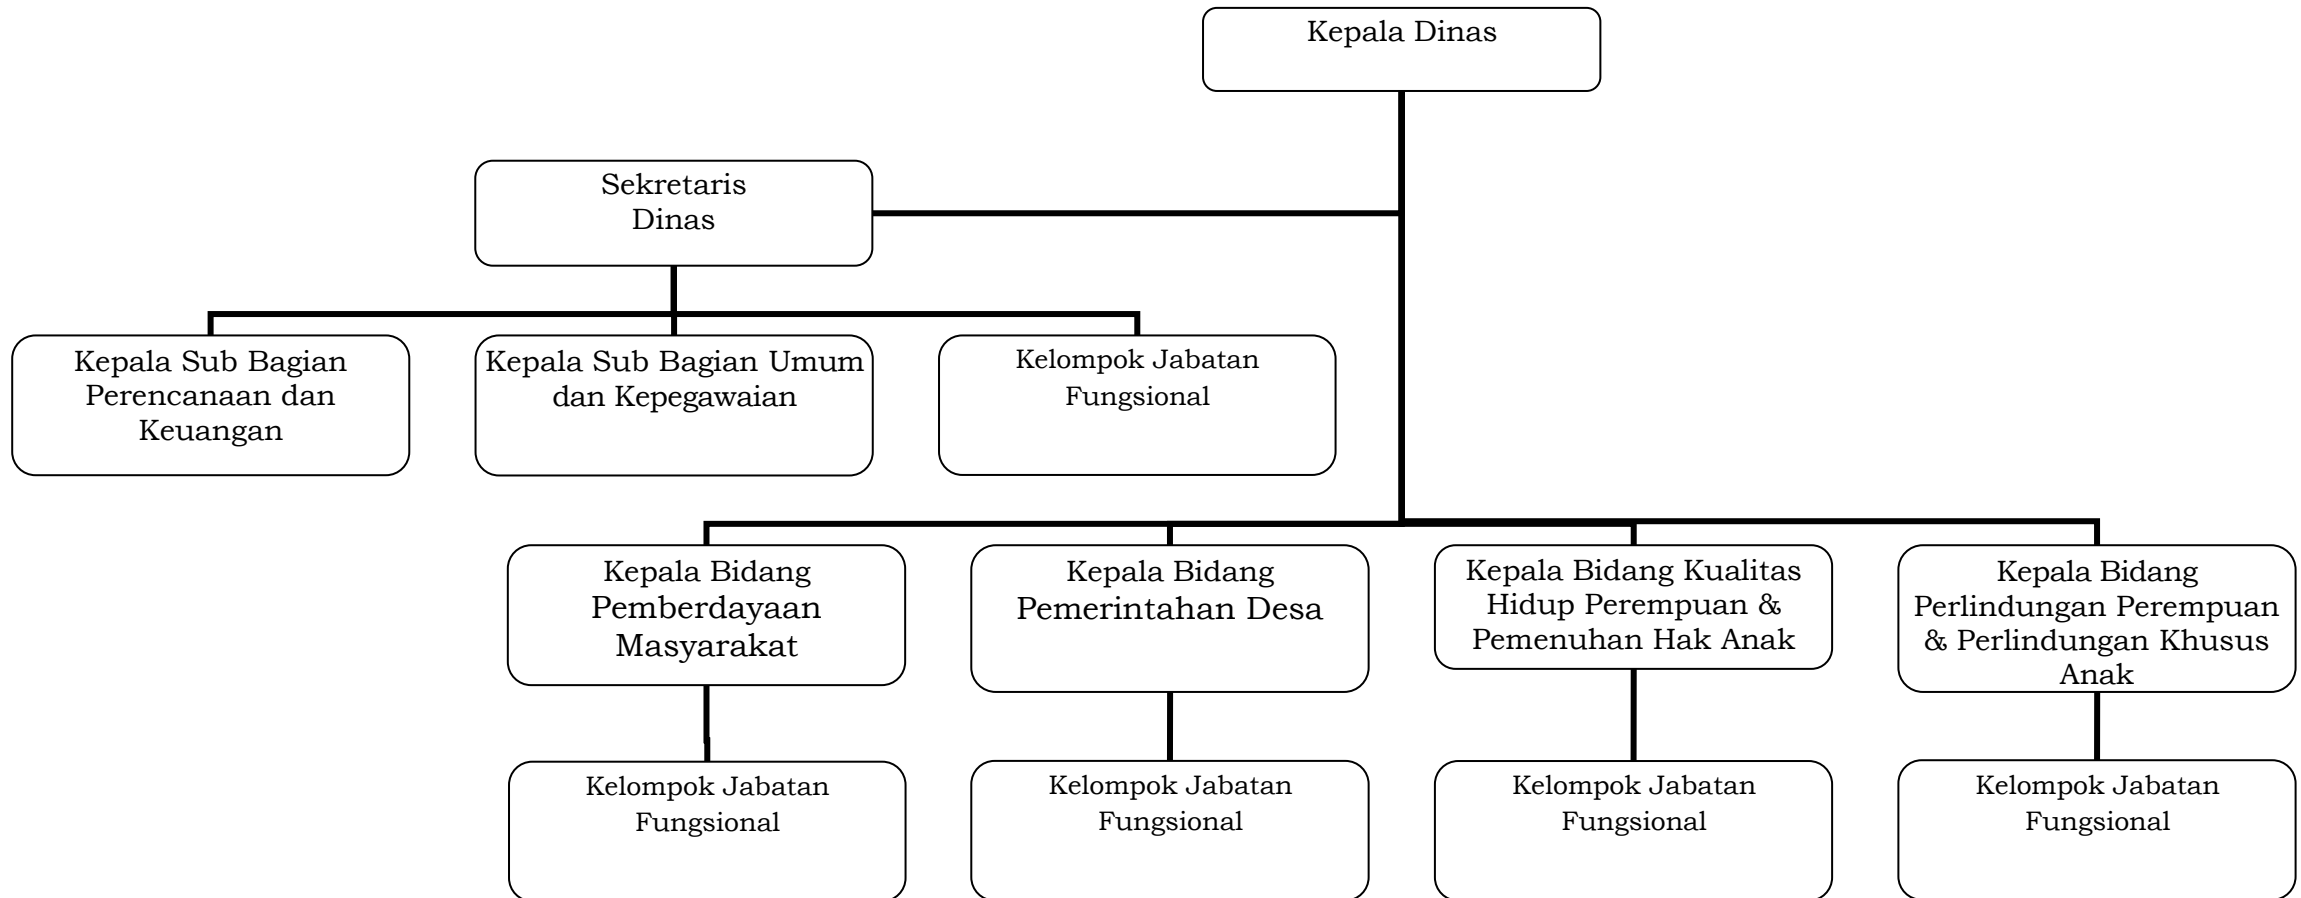 Kepala Dinas
Sekretaris
Dinas
Kepala Sub Bagian
Perencanaan dan
Keuangan
Kepala Sub Bagian Umum
dan Kepegawaian
Kelompok Jabatan
Fungsional
Kepala Bidang
Pemberdayaan
Masyarakat
Kepala Bidang
Pemerintahan Desa
Kepala Bidang Kualitas
Hidup Perempuan &
Pemenuhan Hak Anak
Kepala Bidang
Perlindungan Perempuan
& Perlindungan Khusus
Anak
Kelompok Jabatan
Fungsional
Kelompok Jabatan
Fungsional
Kelompok Jabatan
Fungsional
Kelompok Jabatan
Fungsional